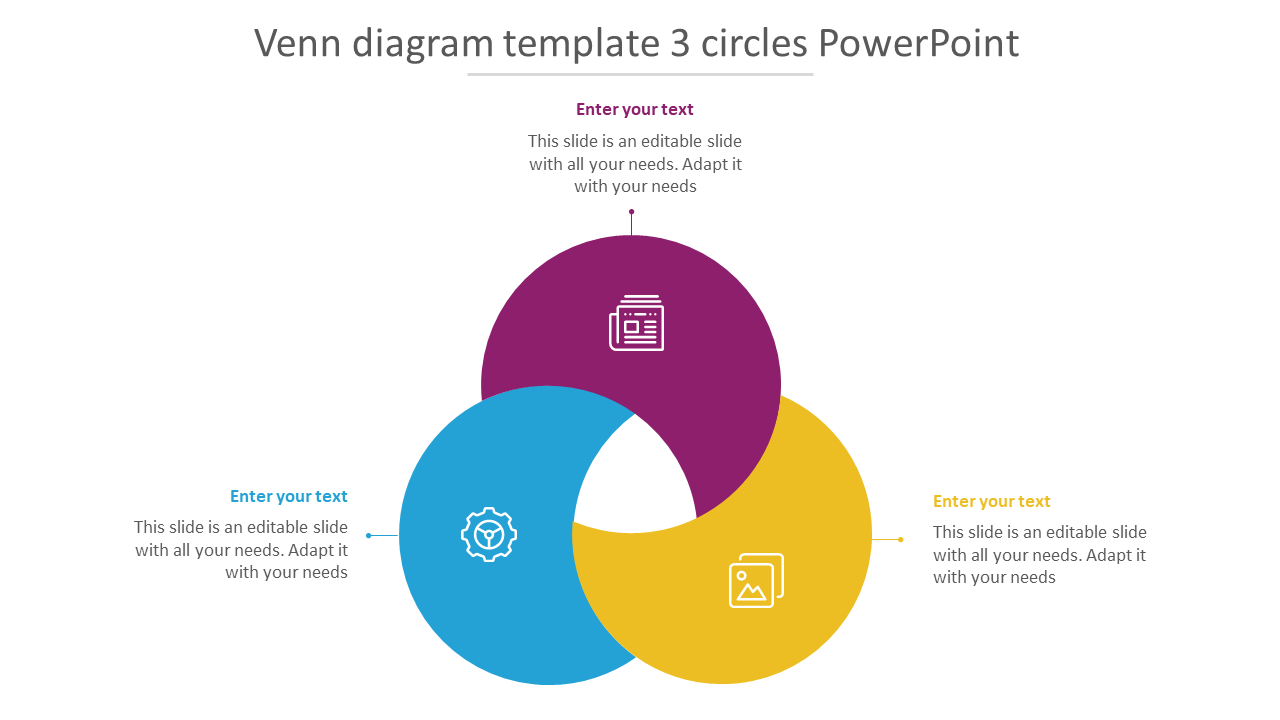 Venn diagram template 3 circles PowerPoint
Enter your text
This slide is an editable slide
with all your needs. Adapt it
with your needs
Enter your text
This slide is an editable slide
with all your needs. Adapt it
with your needs
Enter your text
This slide is an editable slide
with all your needs. Adapt it
with your needs